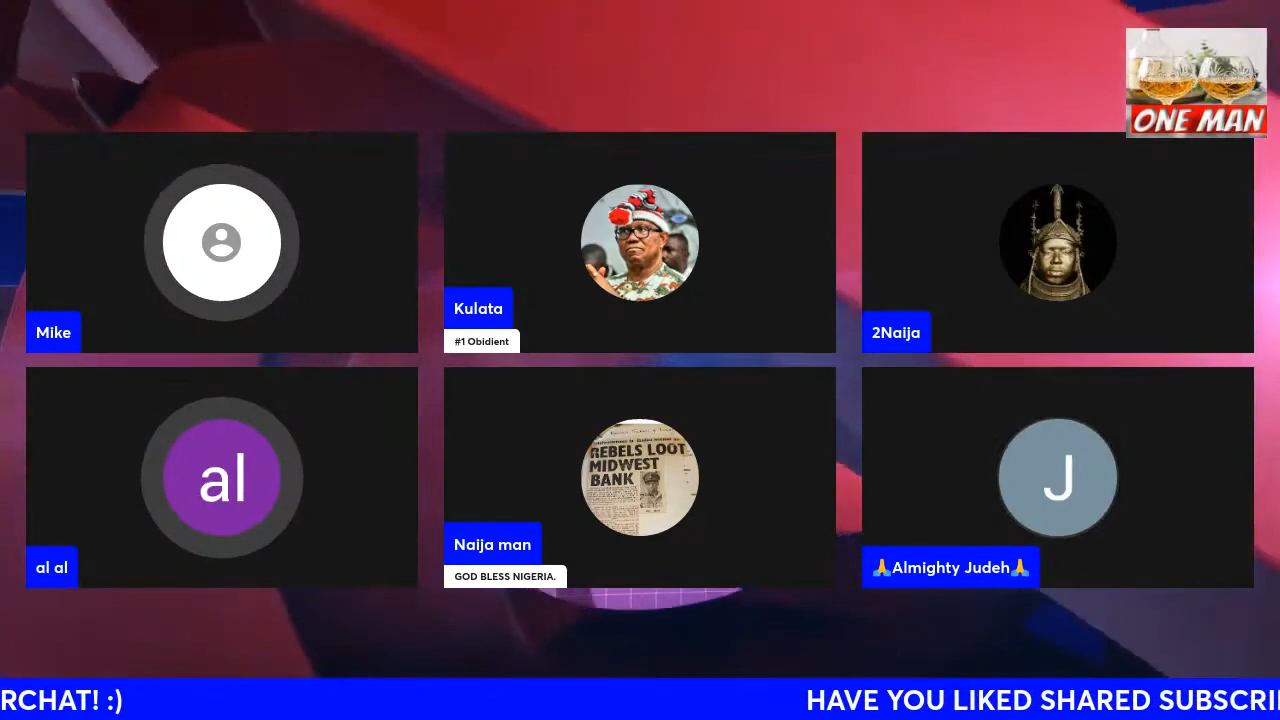 ONE MAN
Mike
Kulata
#1 Obidient
2Naija
al
al al
REBELS LOOT
MIDWEST
BANK
Naija man
GOD BLESS NIGERIA.
J
🙏Almighty Judeh🙏
RCHAT! :)
HAVE YOU LIKED SHARED SUBSCRI